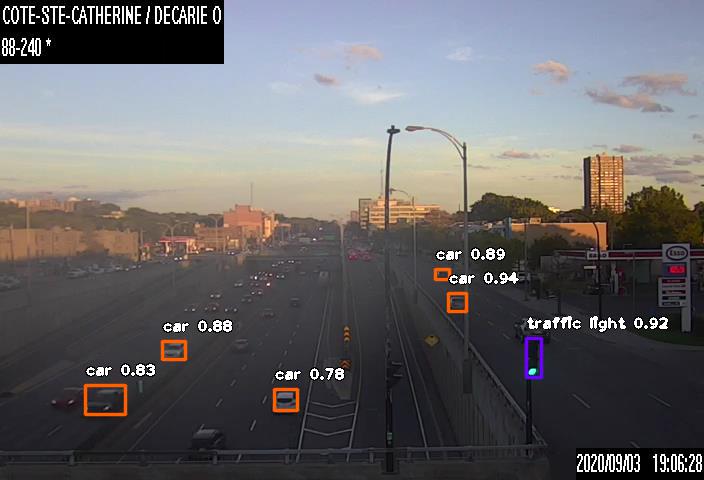 COTE-STE-CATHERINE / DECARIE O
88-240 *
car 0.89
car 0.94
traffic light 0.92
car 0.88
car 0.83
car 0.78
Esso
2020/09/03 19:06:28